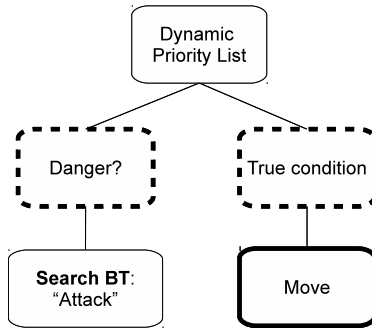 Dynamic
Priority List
Danger?
True condition
Search BT:
“Attack”
Move